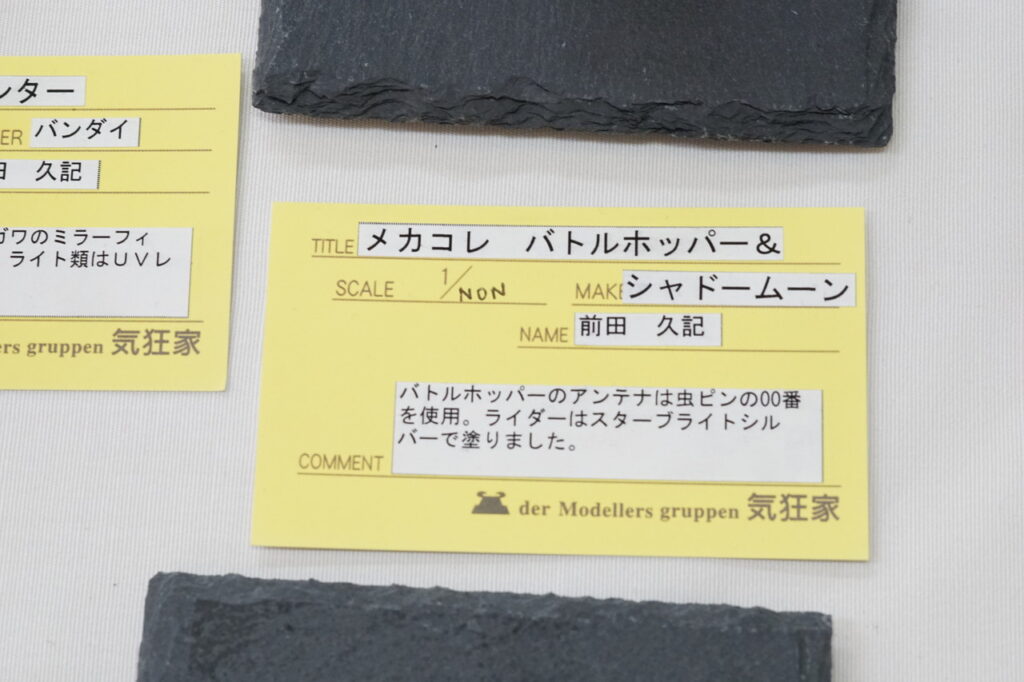 ンター
ER バンダイ
田　久記
ガワのミラーフィ
ライト類はＵＶレ
ers gruppen 気狂家
TITLE メカコレ　バトルホッパー＆
SCALE 1/NON MAKE シャドームーン
NAME 前田　久記
バトルホッパーのアンテナは虫ピンの00番
を使用。ライダーはスターブライトシル
バーで塗りました。
COMMENT
der Modellers gruppen 気狂家